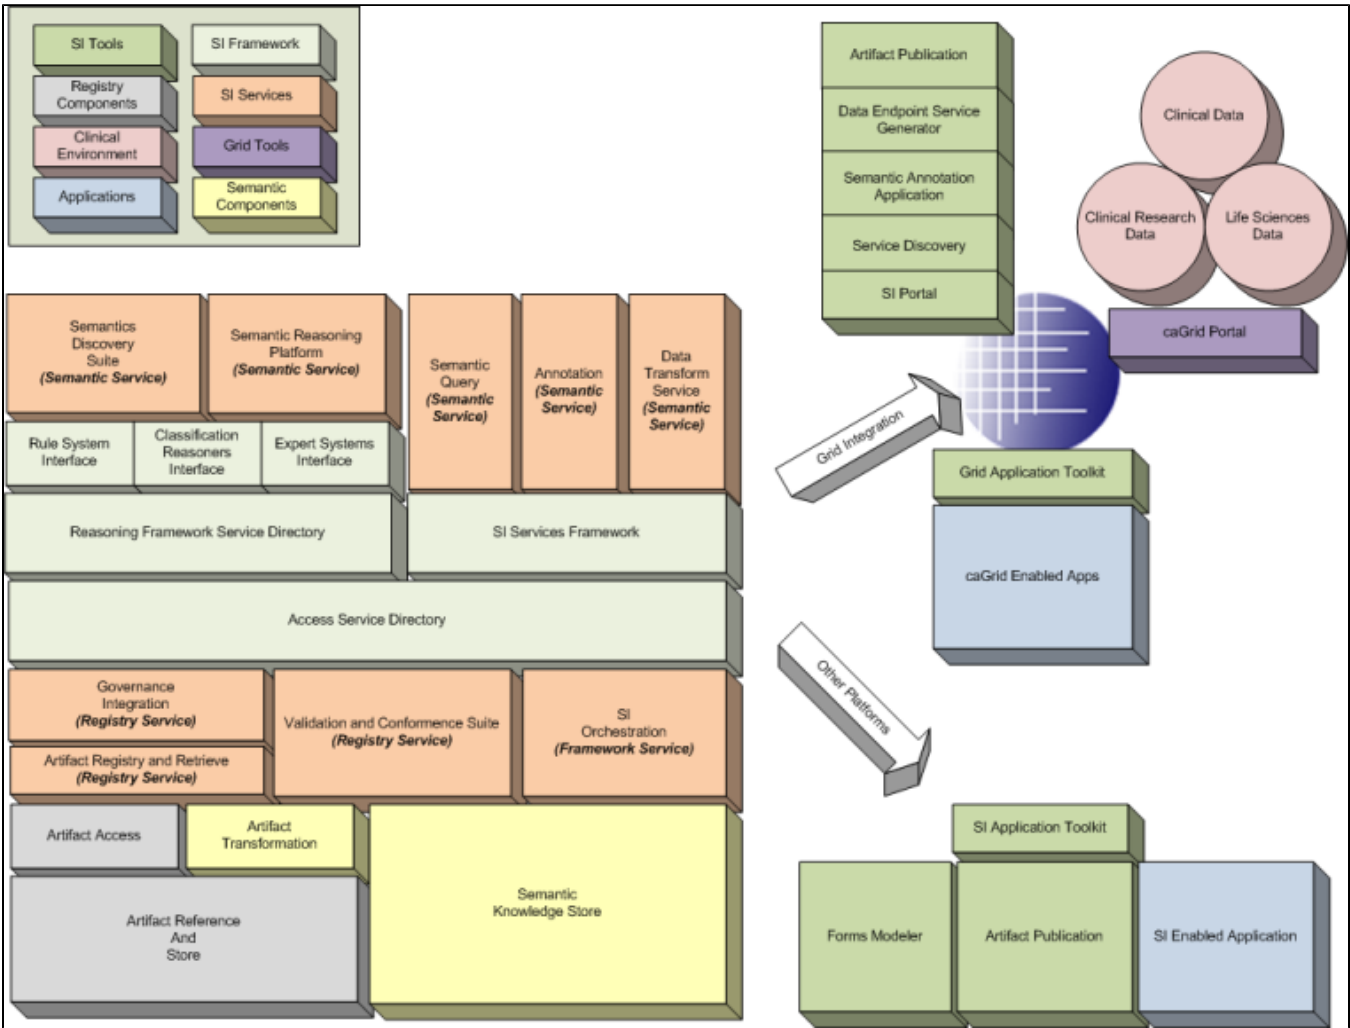 SI Tools
SI Framework
Registry
Components
SI Services
Clinical
Environment
Grid Tools
Applications
Semantic
Components
Artifact Publication
Data Endpoint Service
Generator
Semantic Annotation
Application
Service Discovery
SI Portal
Clinical Data
Clinical Research
Data
Life Sciences
Data
caGrid Portal
Semantics
Discovery
Suite
(Semantic Service)
Semantic Reasoning
Platform
(Semantic Service)
Semantic
Query
(Semantic
Service)
Annotation
(Semantic
Service)
Data
Transform
Service
(Semantic
Service)
Rule System
Interface
Classification
Reasoners
Interface
Expert Systems
Interface
Reasoning Framework Service Directory
SI Services Framework
Access Service Directory
Grid Integration
Grid Application Toolkit
caGrid Enabled Apps
Other Platforms
Governance
Integration
(Registry Service)
Artifact Registry and Retrieve
(Registry Service)
Validation and Conformence Suite
(Registry Service)
SI
Orchestration
(Framework Service)
Artifact Access
Artifact
Transformation
Artifact Reference
And
Store
Semantic
Knowledge Store
SI Application Toolkit
Forms Modeler
Artifact Publication
SI Enabled Application